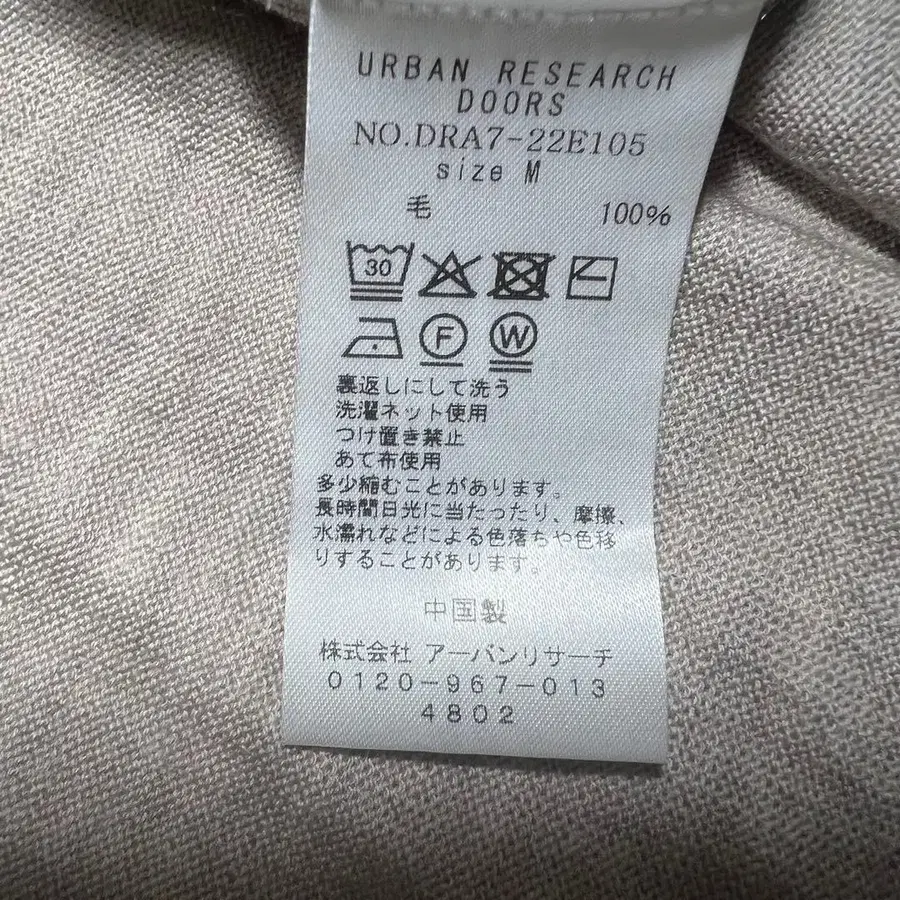 URBAN RESEARCH
DOORS
NO.DRA7-22E105
size M
毛 100%
30
F W
裏返しにして洗う
洗濯ネット使用
つけ置き禁止
あて布使用
多少縮むことがあります。
長時間日光に当たったり、摩擦、
水濡れなどによる色落ちや色移
りすることがあります。
中国製
株式会社 アーバンリサーチ
0120-967-013
4802